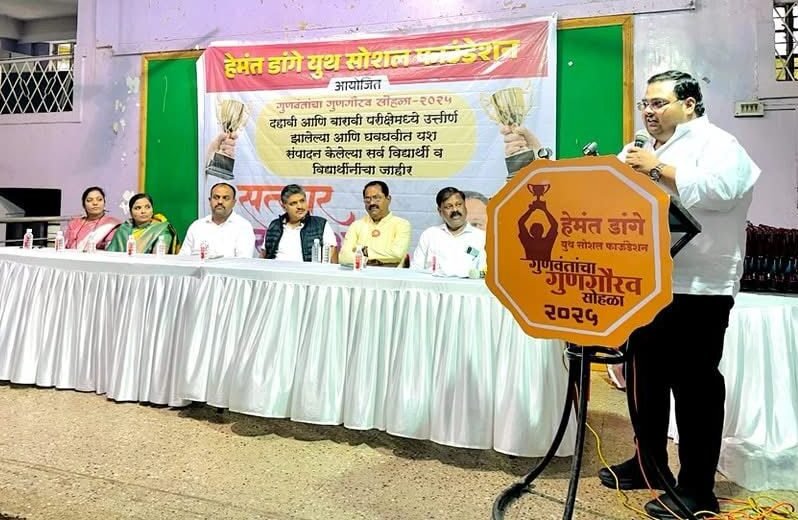 हेमंत डांगे युथ सोशल फाऊंडेशन
आयोजित
गुणवंतांचा गुणगौरव सोहळा-२०२५
दहावी आणि बारावी परीक्षेमध्ये उत्तीर्ण
झालेल्या आणि घवघवीत यश
संपादन केलेल्या सर्व विद्यार्थी व
विद्यार्थीनींचा जाहीर
हेमंत डांगे
युथ सोशल फाऊंडेशन
गुणवंतांचा
गुणगौरव
सोहळा
२०२५